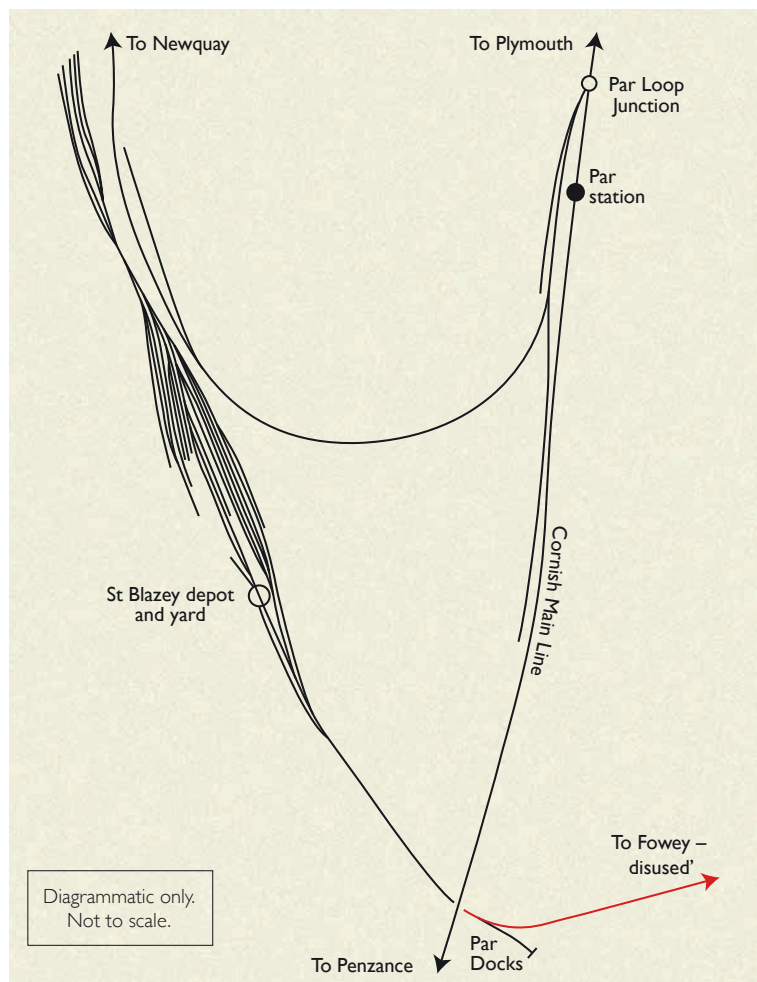 To Newquay
To Plymouth
Par Loop
Junction
Par
station
Cornish Main Line
St Blazey depot
and yard
To Fowey –
disused’
Diagrammatic only.
Not to scale.
Par
Docks
To Penzance